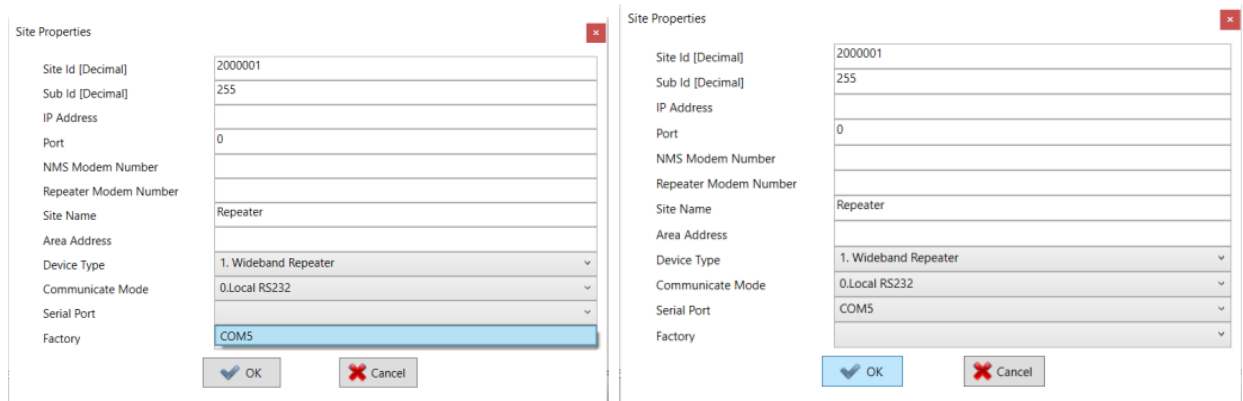 Site Properties
Site Id [Decimal] 2000001
Sub Id [Decimal] 255
IP Address
Port 0
NMS Modem Number
Repeater Modem Number
Site Name Repeater
Area Address
Device Type 1. Wideband Repeater
Communicate Mode 0.Local RS232
Serial Port
Factory COM5
OK Cancel
Site Properties
Site Id [Decimal] 2000001
Sub Id [Decimal] 255
IP Address
Port 0
NMS Modem Number
Repeater Modem Number
Site Name Repeater
Area Address
Device Type 1. Wideband Repeater
Communicate Mode 0.Local RS232
Serial Port COM5
Factory
OK Cancel